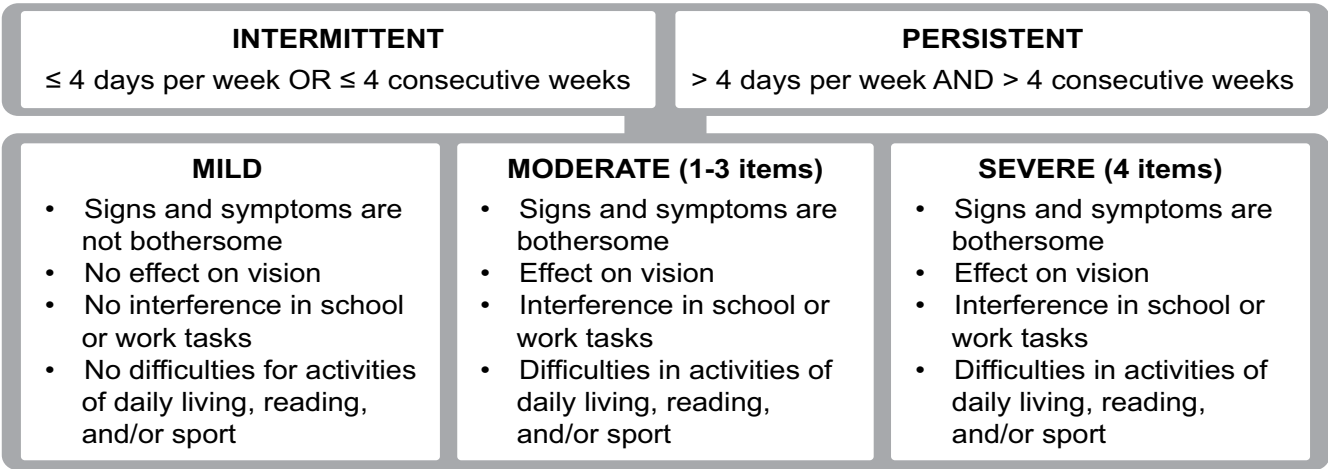 INTERMITTENT
≤ 4 days per week OR ≤ 4 consecutive weeks
PERSISTENT
> 4 days per week AND > 4 consecutive weeks
MILD
• Signs and symptoms are
not bothersome
• No effect on vision
• No interference in school
or work tasks
• No difficulties for activities
of daily living, reading,
and/or sport
MODERATE (1-3 items)
• Signs and symptoms are
bothersome
• Effect on vision
• Interference in school or
work tasks
• Difficulties in activities of
daily living, reading,
and/or sport
SEVERE (4 items)
• Signs and symptoms are
bothersome
• Effect on vision
• Interference in school or
work tasks
• Difficulties in activities of
daily living, reading,
and/or sport